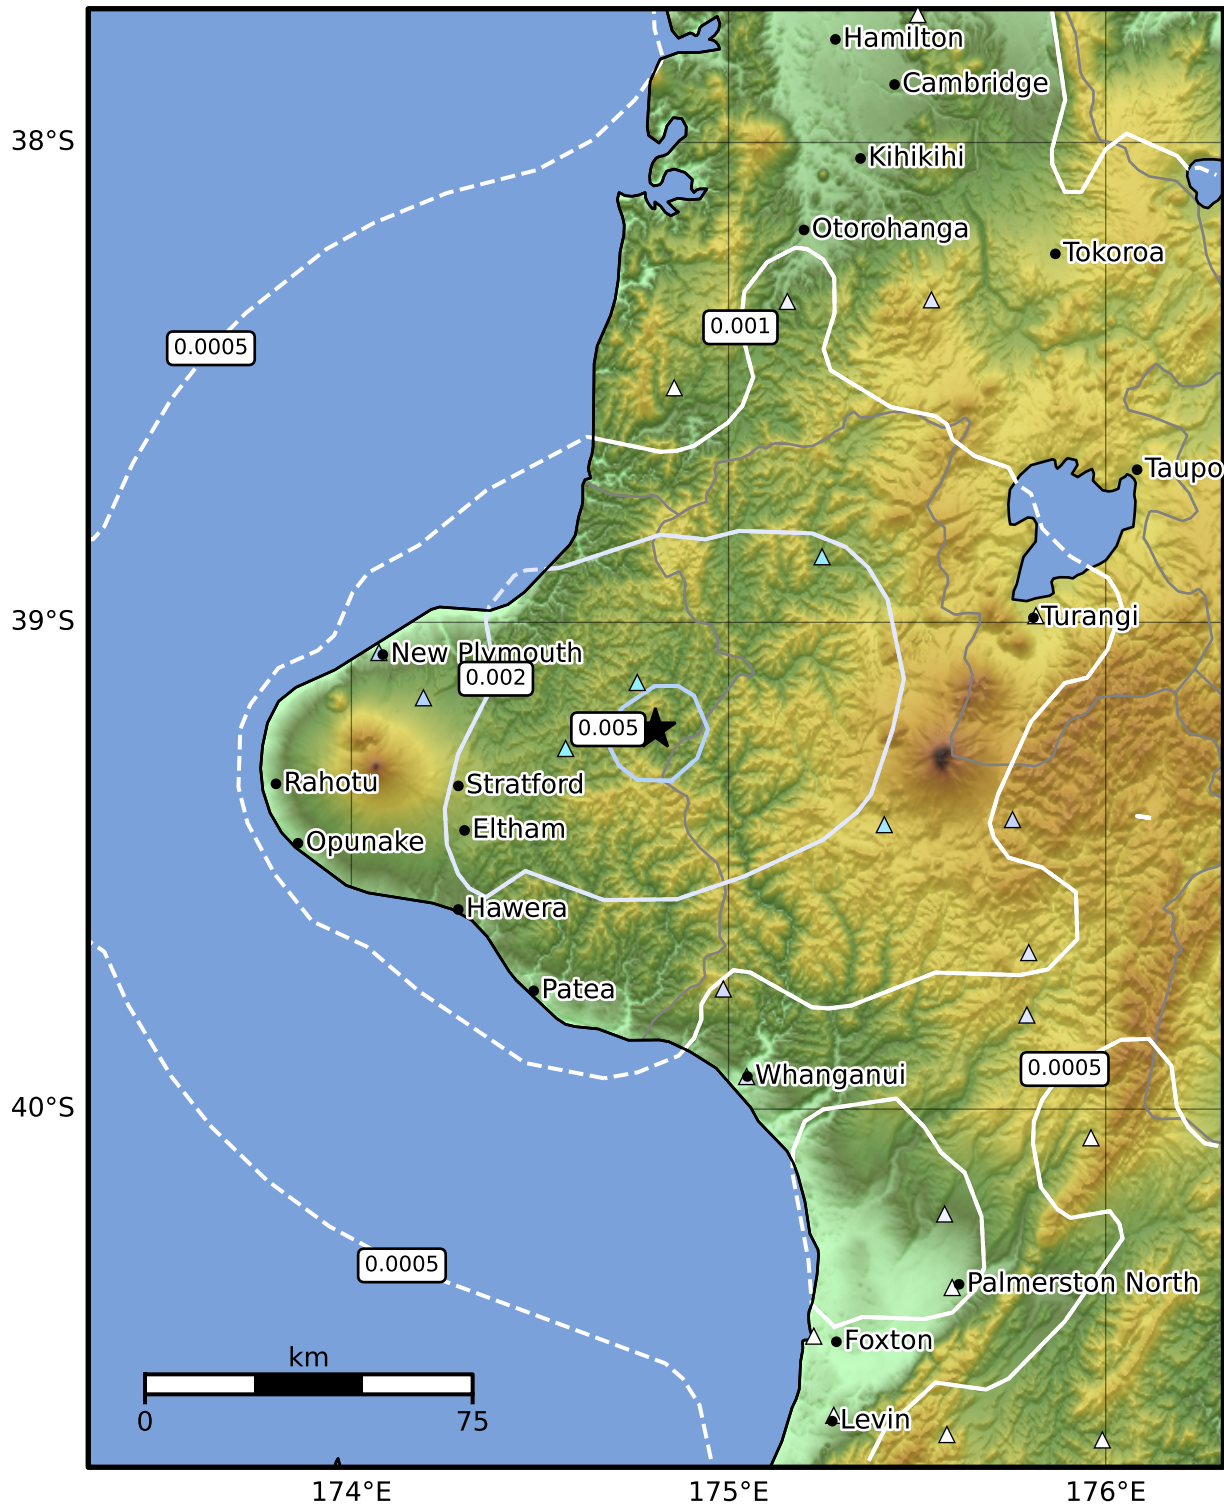 Hamilton
Cambridge
38°S
Kihikihi
Otorohanga
Tokoroa
0.001
0.0005
Taupo
39°S
Turangi
New Plymouth
0.002
0.005
Rahotu
Stratford
Eltham
Opunake
Hawera
Patea
0.0005
Whanganui
40°S
0.0005
Palmerston North
Foxton
km
0 75
Levin
174°E 175°E 176°E